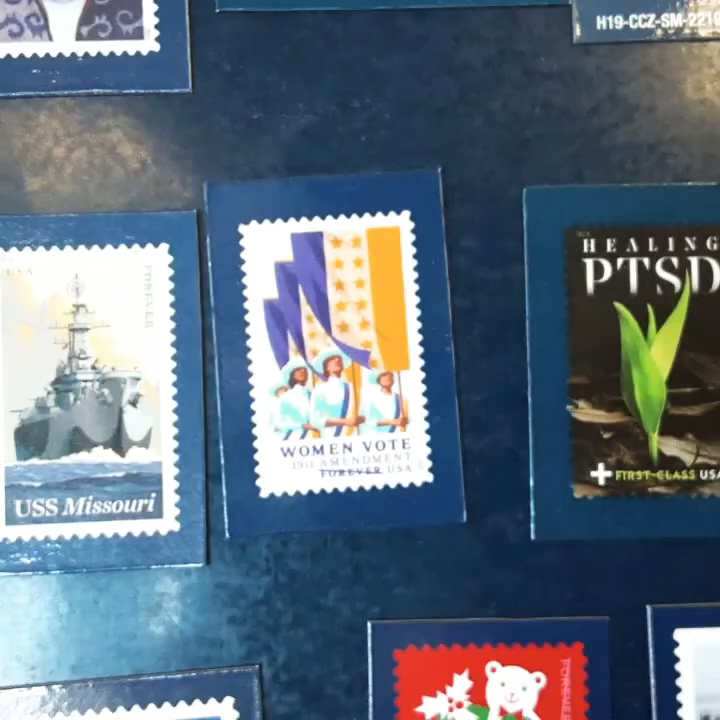 H19-CCZ-SM-221
USA
FOREVER
USS Missouri
WOMEN VOTE
19TH AMENDMENT
FOREVER USA
HEALING
PTSD
FIRST-CLASS USA
FOREVER